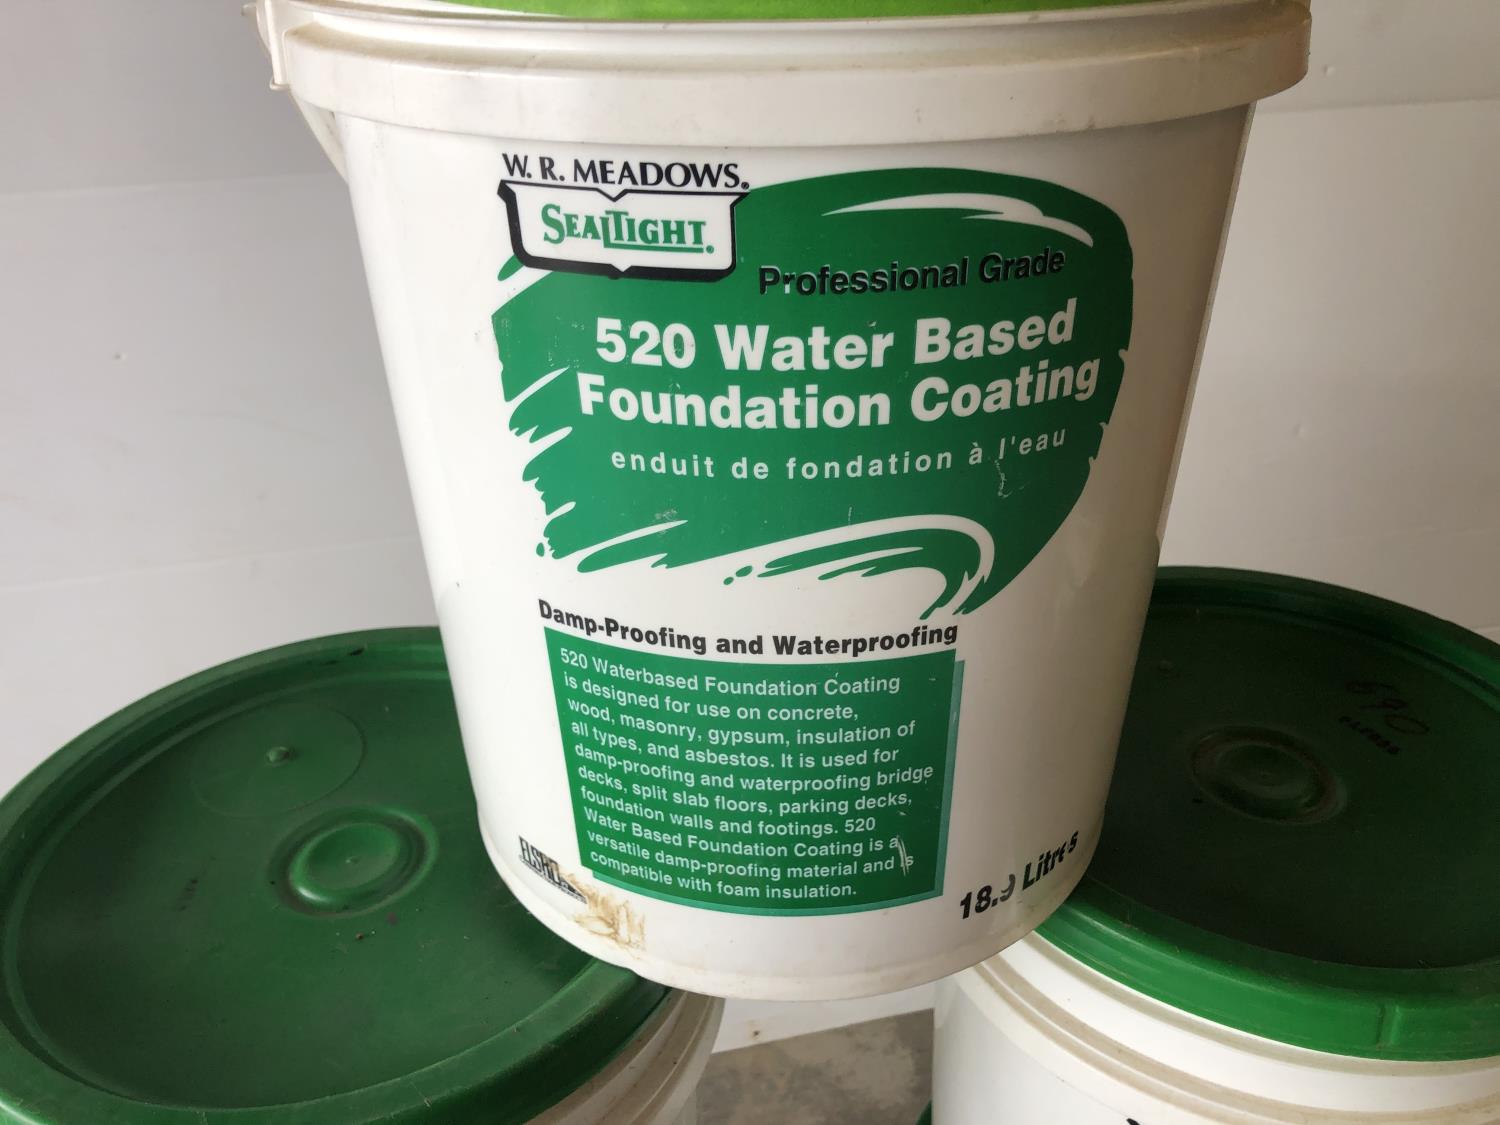 W. R. MEADOWS®
SEALTIGHT®
Professional Grade
520 Water Based
Foundation Coating
enduit de fondation à l'eau
Damp-Proofing and Waterproofing
520 Waterbased Foundation Coating
is designed for use on concrete,
wood, masonry, gypsum, insulation of
all types, and asbestos. It is used for
damp-proofing and waterproofing bridge
decks, split slab floors, parking decks,
foundation walls and footings. 520
Water Based Foundation Coating is a
versatile damp-proofing material and is
compatible with foam insulation.
18.9 Litres